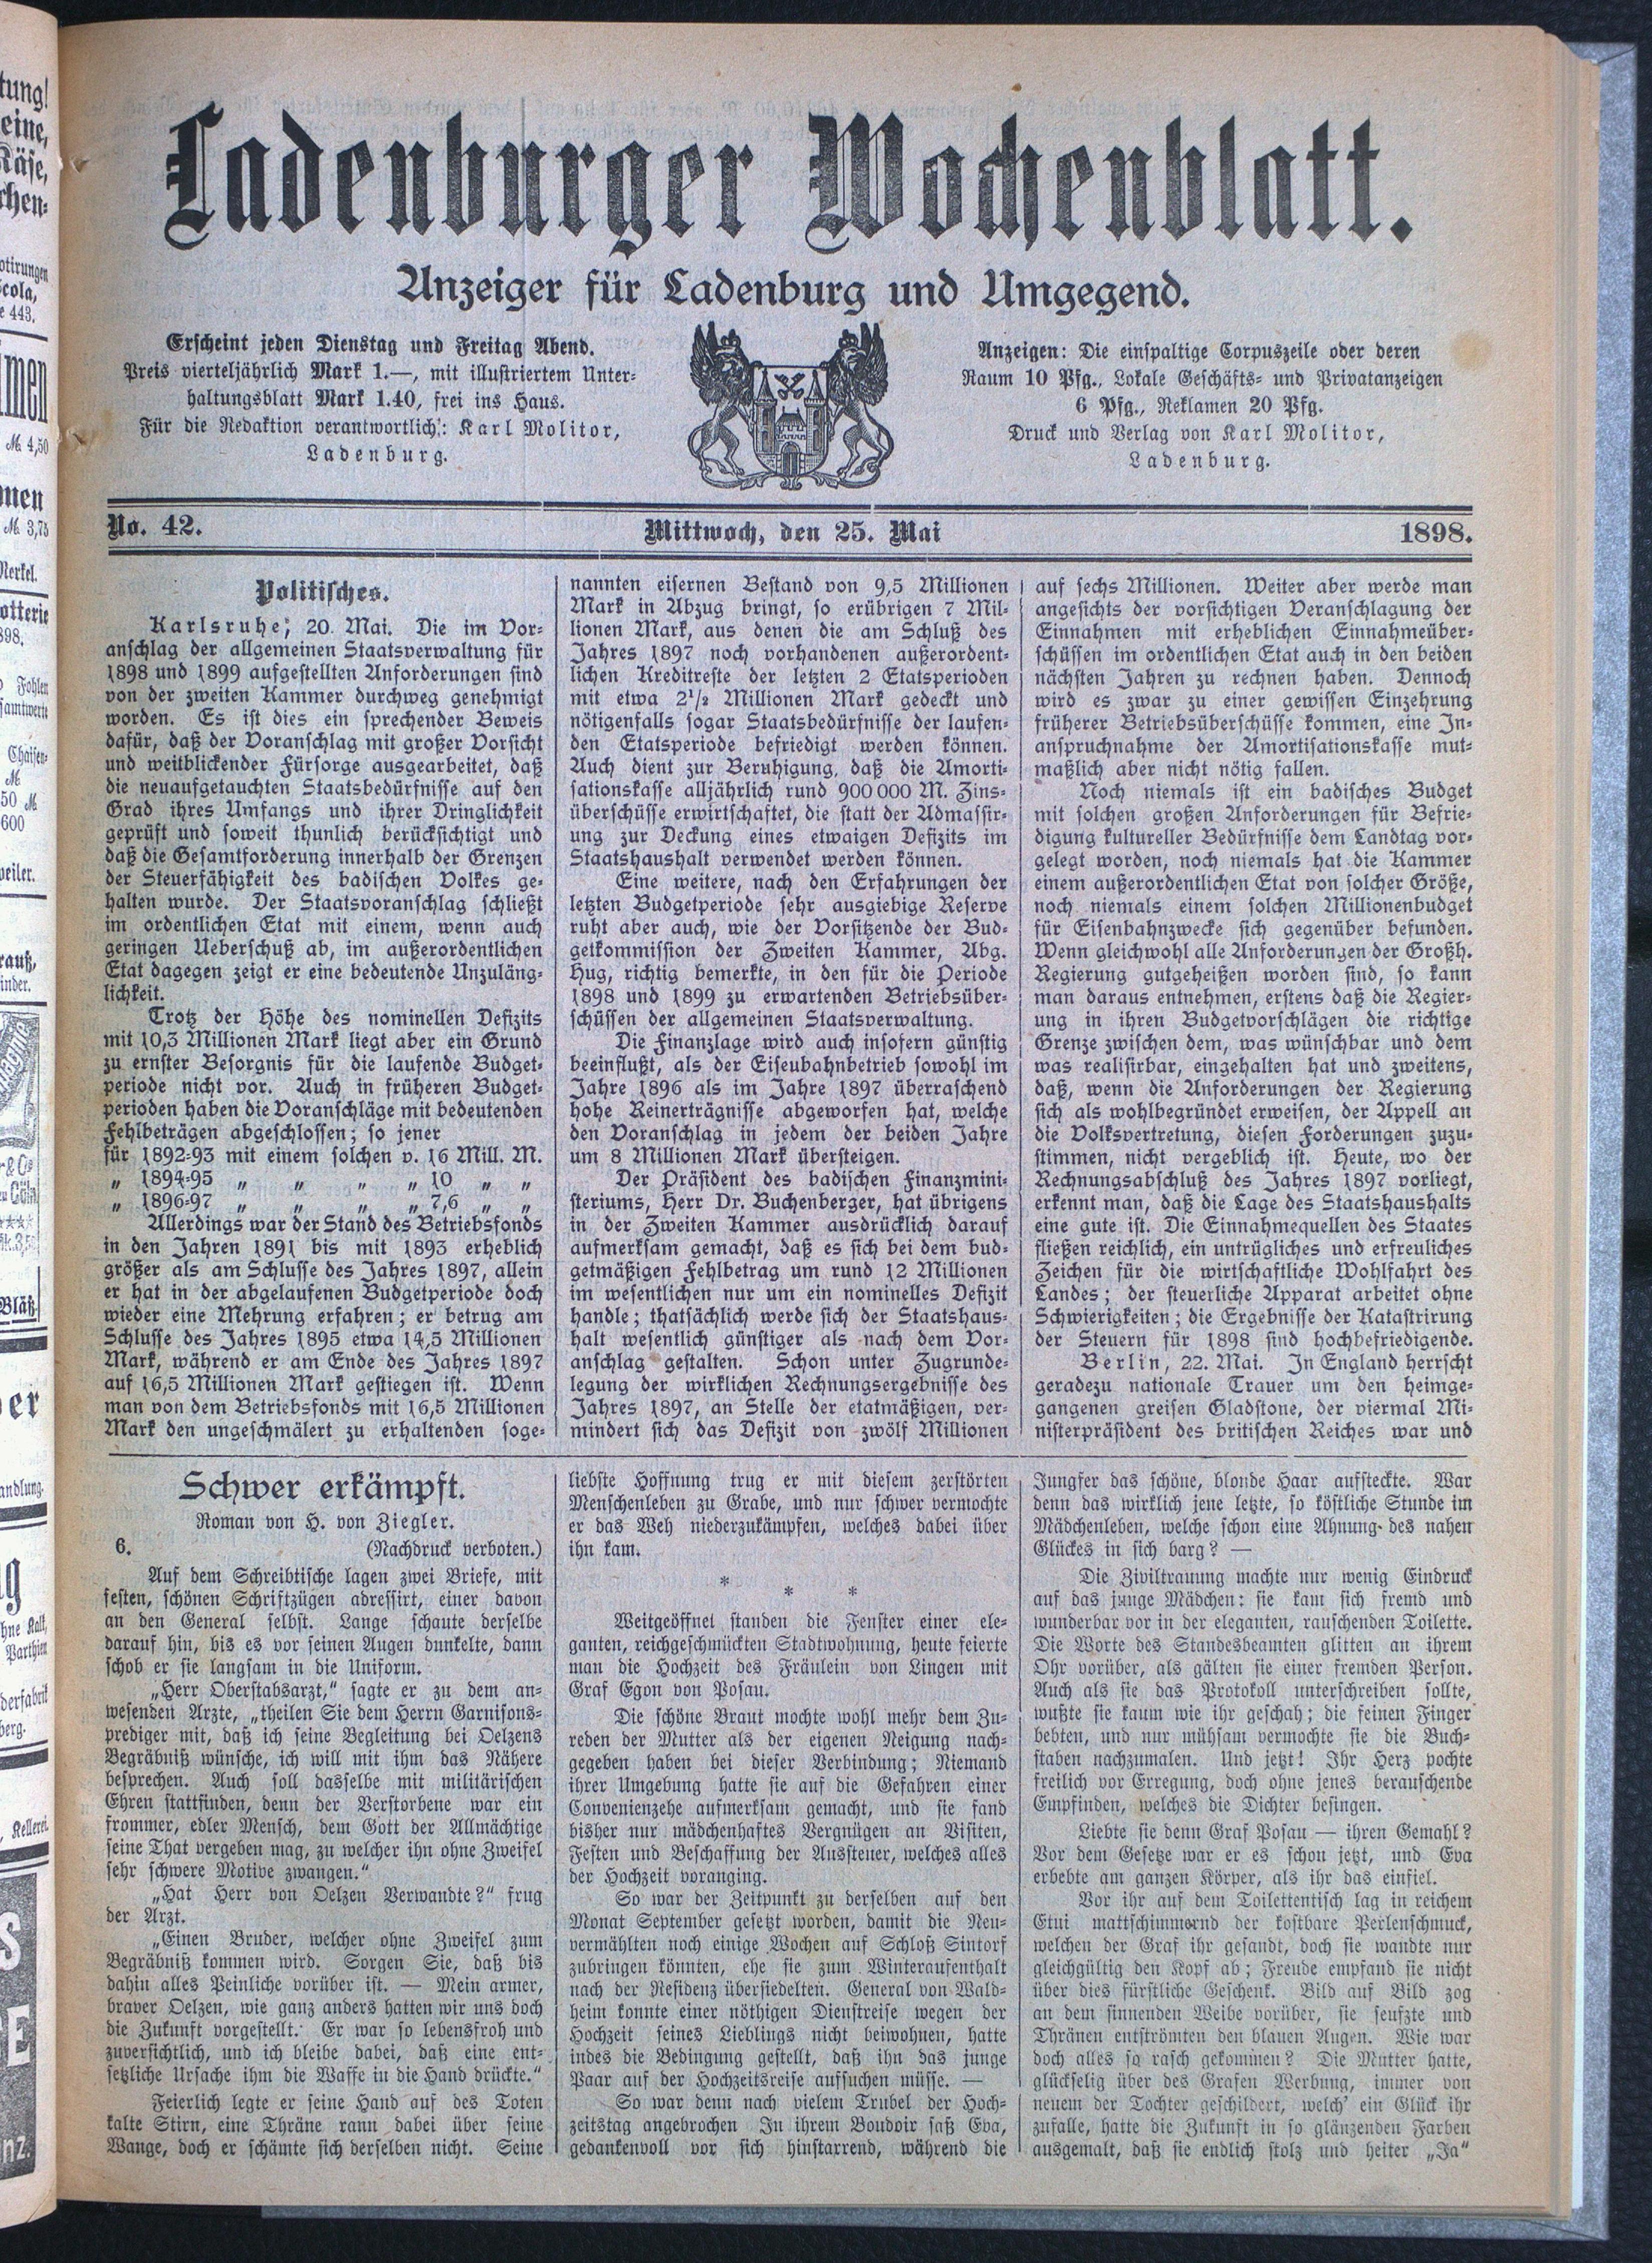 Ladenburger Wochenblatt.
Anzeiger für Ladenburg und Umgegend.
Erscheint jeden Dienstag und Freitag Abend.
Preis vierteljährlich Mark 1.—, mit illustriertem Unter-
haltungsblatt Mark 1.40, frei ins Haus.
Für die Redaktion verantwortlich: Karl Molitor,
Ladenburg.
Anzeigen: Die einspaltige Corpuszeile oder deren
Raum 10 Pfg., Lokale Geschäfts- und Privatanzeigen
6 Pfg., Reklamen 20 Pfg.
Druck und Verlag von Karl Molitor,
Ladenburg.
No. 42.
Mittwoch, den 25. Mai
1898.
Politisches.
Karlsruhe, 20. Mai. Die im Vor-
anschlag der allgemeinen Staatsverwaltung für
1898 und 1899 aufgestellten Anforderungen sind
von der zweiten Kammer durchweg genehmigt
worden. Es ist dies ein sprechender Beweis
dafür, daß der Voranschlag mit großer Vorsicht
und weitblickender Fürsorge ausgearbeitet, daß
die neuaufgetauchten Staatsbedürfnisse auf den
Grad ihres Umfangs und ihrer Dringlichkeit
geprüft und soweit thunlich berücksichtigt und
daß die Gesamtforderung innerhalb der Grenzen
der Steuerfähigkeit des badischen Volkes ge-
halten wurde. Der Staatsvoranschlag schließt
im ordentlichen Etat mit einem, wenn auch
geringen Ueberschuß ab, im außerordentlichen
Etat dagegen zeigt er eine bedeutende Unzuläng-
lichkeit.
Trotz der Höhe des nominellen Defizits
mit 10,3 Millionen Mark liegt aber ein Grund
zu ernster Besorgnis für die laufende Budget-
periode nicht vor. Auch in früheren Budget-
perioden haben die Voranschläge mit bedeutenden
Fehlbeträgen abgeschlossen; so jener
für 1892-93 mit einem solchen v. 16 Mill. M.
„ 1894-95 „ „ „ „ 10 „ „
„ 1896-97 „ „ „ „ 7,6 „ „
Allerdings war der Stand des Betriebsfonds
in den Jahren 1891 bis mit 1893 erheblich
größer als am Schlusse des Jahres 1897, allein
er hat in der abgelaufenen Budgetperiode doch
wieder eine Mehrung erfahren; er betrug am
Schlusse des Jahres 1895 etwa 14,5 Millionen
Mark, während er am Ende des Jahres 1897
auf 16,5 Millionen Mark gestiegen ist. Wenn
man von dem Betriebsfonds mit 16,5 Millionen
Mark den ungeschmälert zu erhaltenden soge-
nannten eisernen Bestand von 9,5 Millionen
Mark in Abzug bringt, so erübrigen 7 Mil-
lionen Mark, aus denen die am Schluß des
Jahres 1897 noch vorhandenen außerordent-
lichen Kreditreste der letzten 2 Etatsperioden
mit etwa 2¹/₂ Millionen Mark gedeckt und
nötigenfalls sogar Staatsbedürfnisse der laufen-
den Etatsperiode befriedigt werden können.
Auch dient zur Beruhigung, daß die Amorti-
sationskasse alljährlich rund 900 000 M. Zins-
überschüsse erwirtschaftet, die statt der Admassir-
ung zur Deckung eines etwaigen Defizits im
Staatshaushalt verwendet werden können.
Eine weitere, nach den Erfahrungen der
letzten Budgetperiode sehr ausgiebige Reserve
ruht aber auch, wie der Vorsitzende der Bud-
getkommission der Zweiten Kammer, Abg.
Hug, richtig bemerkte, in den für die Periode
1898 und 1899 zu erwartenden Betriebsüber-
schüssen der allgemeinen Staatsverwaltung.
Die Finanzlage wird auch insofern günstig
beeinflußt, als der Eiseubahnbetrieb sowohl im
Jahre 1896 als im Jahre 1897 überraschend
hohe Reinerträgnisse abgeworfen hat, welche
den Voranschlag in jedem der beiden Jahre
um 8 Millionen Mark übersteigen.
Der Präsident des badischen Finanzmini-
steriums, Herr Dr. Buchenberger, hat übrigens
in der Zweiten Kammer ausdrücklich darauf
aufmerksam gemacht, daß es sich bei dem bud-
getmäßigen Fehlbetrag um rund 12 Millionen
im wesentlichen nur um ein nominelles Defizit
handle; thatsächlich werde sich der Staatshaus-
halt wesentlich günstiger als nach dem Vor-
anschlag gestalten. Schon unter Zugrunde-
legung der wirklichen Rechnungsergebnisse des
Jahres 1897, an Stelle der etatmäßigen, ver-
mindert sich das Defizit von zwölf Millionen
auf sechs Millionen. Weiter aber werde man
angesichts der vorsichtigen Veranschlagung der
Einnahmen mit erheblichen Einnahmeüber-
schüssen im ordentlichen Etat auch in den beiden
nächsten Jahren zu rechnen haben. Dennoch
wird es zwar zu einer gewissen Einzehrung
früherer Betriebsüberschüsse kommen, eine In-
anspruchnahme der Amortisationskasse mut-
maßlich aber nicht nötig fallen.
Noch niemals ist ein badisches Budget
mit solchen großen Anforderungen für Befrie-
digung kultureller Bedürfnisse dem Landtag vor-
gelegt worden, noch niemals hat die Kammer
einem außerordentlichen Etat von solcher Größe,
noch niemals einem solchen Millionenbudget
für Eisenbahnzwecke sich gegenüber befunden.
Wenn gleichwohl alle Anforderungen der Großh.
Regierung gutgeheißen worden sind, so kann
man daraus entnehmen, erstens daß die Regier-
ung in ihren Budgetvorschlägen die richtige
Grenze zwischen dem, was wünschbar und dem
was realisirbar, eingehalten hat und zweitens,
daß, wenn die Anforderungen der Regierung
sich als wohlbegründet erweisen, der Appell an
die Volksvertretung, diesen Forderungen zuzu-
stimmen, nicht vergeblich ist. Heute, wo der
Rechnungsabschluß des Jahres 1897 vorliegt,
erkennt man, daß die Lage des Staatshaushalts
eine gute ist. Die Einnahmequellen des Staates
fließen reichlich, ein untrügliches und erfreuliches
Zeichen für die wirtschaftliche Wohlfahrt des
Landes; der steuerliche Apparat arbeitet ohne
Schwierigkeiten; die Ergebnisse der Katastrirung
der Steuern für 1898 sind hochbefriedigende.
Berlin, 22. Mai. In England herrscht
geradezu nationale Trauer um den heimge-
gangenen greisen Gladstone, der viermal Mi-
nisterpräsident des britischen Reiches war und
Schwer erkämpft.
Roman von H. von Ziegler.
6. (Nachdruck verboten.)
Auf dem Schreibtische lagen zwei Briefe, mit
festen, schönen Schriftzügen adressirt, einer davon
an den General selbst. Lange schaute derselbe
darauf hin, bis es vor seinen Augen dunkelte, dann
schob er sie langsam in die Uniform.
„Herr Oberstabsarzt,“ sagte er zu dem an-
wesenden Arzte, „theilen Sie dem Herrn Garnisons-
prediger mit, daß ich seine Begleitung bei Oelzens
Begräbniß wünsche, ich will mit ihm das Nähere
besprechen. Auch soll dasselbe mit militärischen
Ehren stattfinden, denn der Verstorbene war ein
frommer, edler Mensch, dem Gott der Allmächtige
seine That vergeben mag, zu welcher ihn ohne Zweifel
sehr schwere Motive zwangen.“
„Hat Herr von Oelzen Verwandte?“ frug
der Arzt.
„Einen Bruder, welcher ohne Zweifel zum
Begräbniß kommen wird. Sorgen Sie, daß bis
dahin alles Peinliche vorüber ist. — Mein armer,
braver Oelzen, wie ganz anders hatten wir uns doch
die Zukunft vorgestellt. Er war so lebensfroh und
zuversichtlich, und ich bleibe dabei, daß eine ent-
setzliche Ursache ihm die Waffe in die Hand drückte.“
Feierlich legte er seine Hand auf des Toten
kalte Stirn, eine Thräne rann dabei über seine
Wange, doch er schämte sich derselben nicht. Seine
liebste Hoffnung trug er mit diesem zerstörten
Menschenleben zu Grabe, und nur schwer vermochte
er das Weh niederzukämpfen, welches dabei über
ihn kam.
* * *
Weitgeöffnet standen die Fenster einer ele-
ganten, reichgeschmückten Stadtwohnung, heute feierte
man die Hochzeit des Fräulein von Lingen mit
Graf Egon von Posau.
Die schöne Braut mochte wohl mehr dem Zu-
reden der Mutter als der eigenen Neigung nach-
gegeben haben bei dieser Verbindung; Niemand
ihrer Umgebung hatte sie auf die Gefahren einer
Convenienzehe aufmerksam gemacht, und sie fand
bisher nur mädchenhaftes Vergnügen an Visiten,
Festen und Beschaffung der Aussteuer, welches alles
der Hochzeit voranging.
So war der Zeitpunkt zu derselben auf den
Monat September gesetzt worden, damit die Neu-
vermählten noch einige Wochen auf Schloß Sintorf
zubringen könnten, ehe sie zum Winteraufenthalt
nach der Residenz übersiedelten. General von Wald-
heim konnte einer nöthigen Dienstreise wegen der
Hochzeit seines Lieblings nicht beiwohnen, hatte
indes die Bedingung gestellt, daß ihn das junge
Paar auf der Hochzeitsreise aufsuchen müsse. —
So war denn nach vielem Trubel der Hoch-
zeitstag angebrochen In ihrem Boudoir saß Eva,
gedankenvoll vor sich hinstarrend, während die
Jungfer das schöne, blonde Haar aufsteckte. War
denn das wirklich jene letzte, so köstliche Stunde im
Mädchenleben, welche schon eine Ahnung des nahen
Glückes in sich barg? —
Die Ziviltrauung machte nur wenig Eindruck
auf das junge Mädchen: sie kam sich fremd und
wunderbar vor in der eleganten, rauschenden Toilette.
Die Worte des Standesbeamten glitten an ihrem
Ohr vorüber, als gälten sie einer fremden Person.
Auch als sie das Protokoll unterschreiben sollte,
wußte sie kaum wie ihr geschah; die feinen Finger
bebten, und nur mühsam vermochte sie die Buch-
staben nachzumalen. Und jetzt! Ihr Herz pochte
freilich vor Erregung, doch ohne jenes berauschende
Empfinden, welches die Dichter besingen.
Liebte sie denn Graf Posau — ihren Gemahl?
Vor dem Gesetze war er es schon jetzt, und Eva
erbebte am ganzen Körper, als ihr das einfiel.
Vor ihr auf dem Toilettentisch lag in reichem
Etui mattschimmernd der kostbare Perlenschmuck,
welchen der Graf ihr gesandt, doch sie wandte nur
gleichgültig den Kopf ab; Freude empfand sie nicht
über dies fürstliche Geschenk. Bild auf Bild zog
an dem sinnenden Weibe vorüber, sie seufzte und
Thränen entströmten den blauen Augen. Wie war
doch alles so rasch gekommen? Die Mutter hatte,
glückselig über des Grafen Werbung, immer von
neuem der Tochter geschildert, welch' ein Glück ihr
zufalle, hatte die Zukunft in so glänzenden Farben
ausgemalt, daß sie endlich stolz und heiter „Ja“